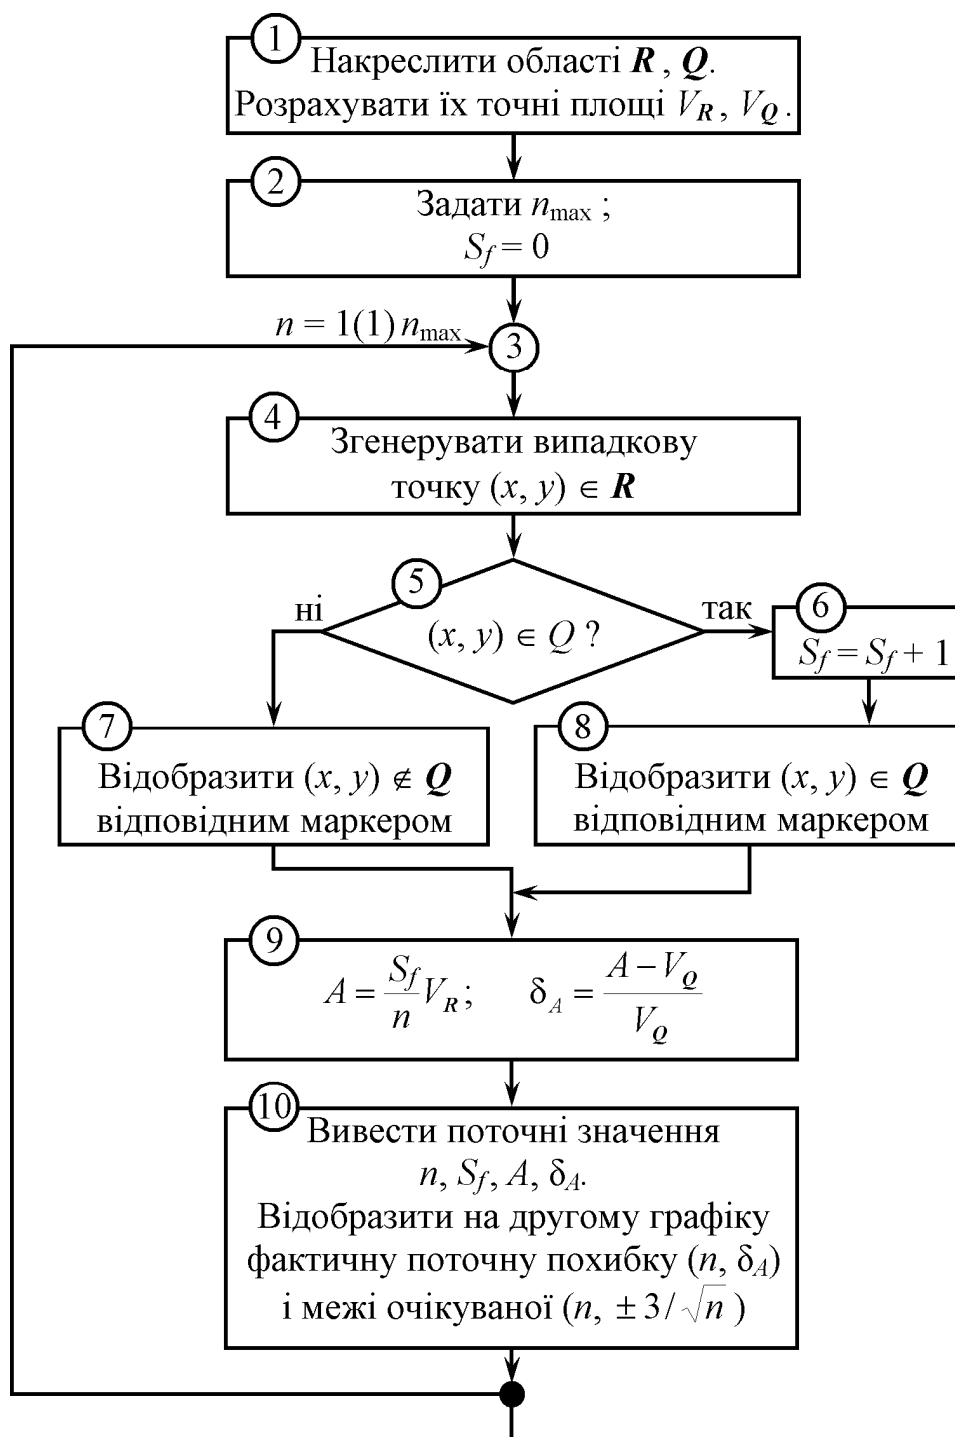 1
Накреслити області R , Q.
Розрахувати їх точні площі V_R , V_Q .
2
Задати n_max ;
S_f = 0
n = 1(1) n_max
3
4
Згенерувати випадкову
точку (x, y) ∈ R
5
ні
(x, y) ∈ Q ?
так
6
S_f = S_f + 1
7
Відобразити (x, y) ∉ Q
відповідним маркером
8
Відобразити (x, y) ∈ Q
відповідним маркером
9
A = S_f / n V_R ; δ_A = A − V_Q / V_Q
10
Вивести поточні значення
n, S_f, A, δ_A.
Відобразити на другому графіку
фактичну поточну похибку (n, δ_A)
і межі очікуваної (n, ± 3 / √n )